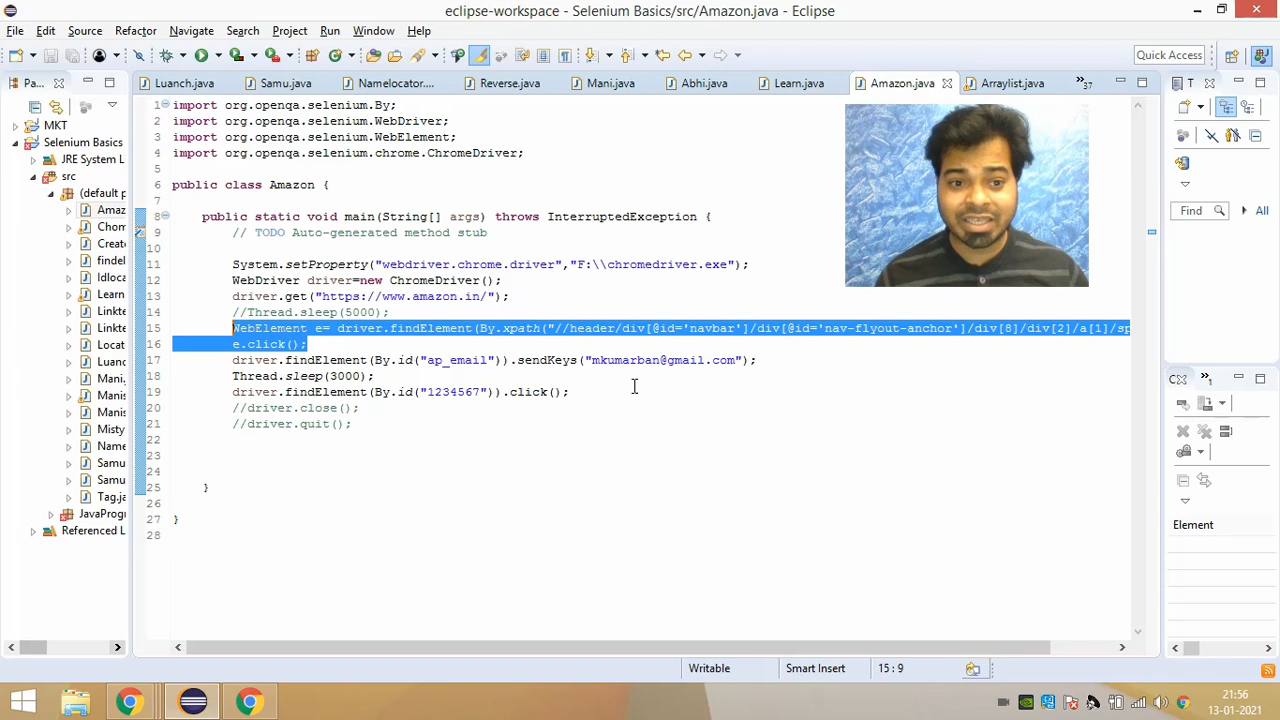 eclipse-workspace - Selenium Basics/src/Amazon.java - Eclipse
File Edit Source Refactor Navigate Search Project Run Window Help
Quick Access
Pa...
Luanch.java Samu.java Namelocator.... Reverse.java Mani.java Abhi.java Learn.java Amazon.java Arraylist.java »37
T
MKT
Selenium Basics
JRE System L
src
(default p
Amaz
Chom
Create
findel
Idloca
Learn
Linkte
Linkte
Locat
Luanc
Mani.
Manis
Manis
Misty
Name
Samu
Samu
Tag.ja
JavaProgr
Referenced L
1 import org.openqa.selenium.By;
2 import org.openqa.selenium.WebDriver;
3 import org.openqa.selenium.WebElement;
4 import org.openqa.selenium.chrome.ChromeDriver;
5
6 public class Amazon {
7
8 public static void main(String[] args) throws InterruptedException {
9 // TODO Auto-generated method stub
10
11 System.setProperty("webdriver.chrome.driver","F:\\chromedriver.exe");
12 WebDriver driver=new ChromeDriver();
13 driver.get("https://www.amazon.in/");
14 //Thread.sleep(5000);
15 WebElement e= driver.findElement(By.xpath("//header/div[@id='navbar']/div[@id='nav-flyout-anchor']/div[8]/div[2]/a[1]/sp
16 e.click();
17 driver.findElement(By.id("ap_email")).sendKeys("mkumarban@gmail.com");
18 Thread.sleep(3000);
19 driver.findElement(By.id("1234567")).click();
20 //driver.close();
21 //driver.quit();
22
23
24
25 }
26
27 }
28
Find All
»1
Element
Writable Smart Insert 15 : 9
21:56
13-01-2021